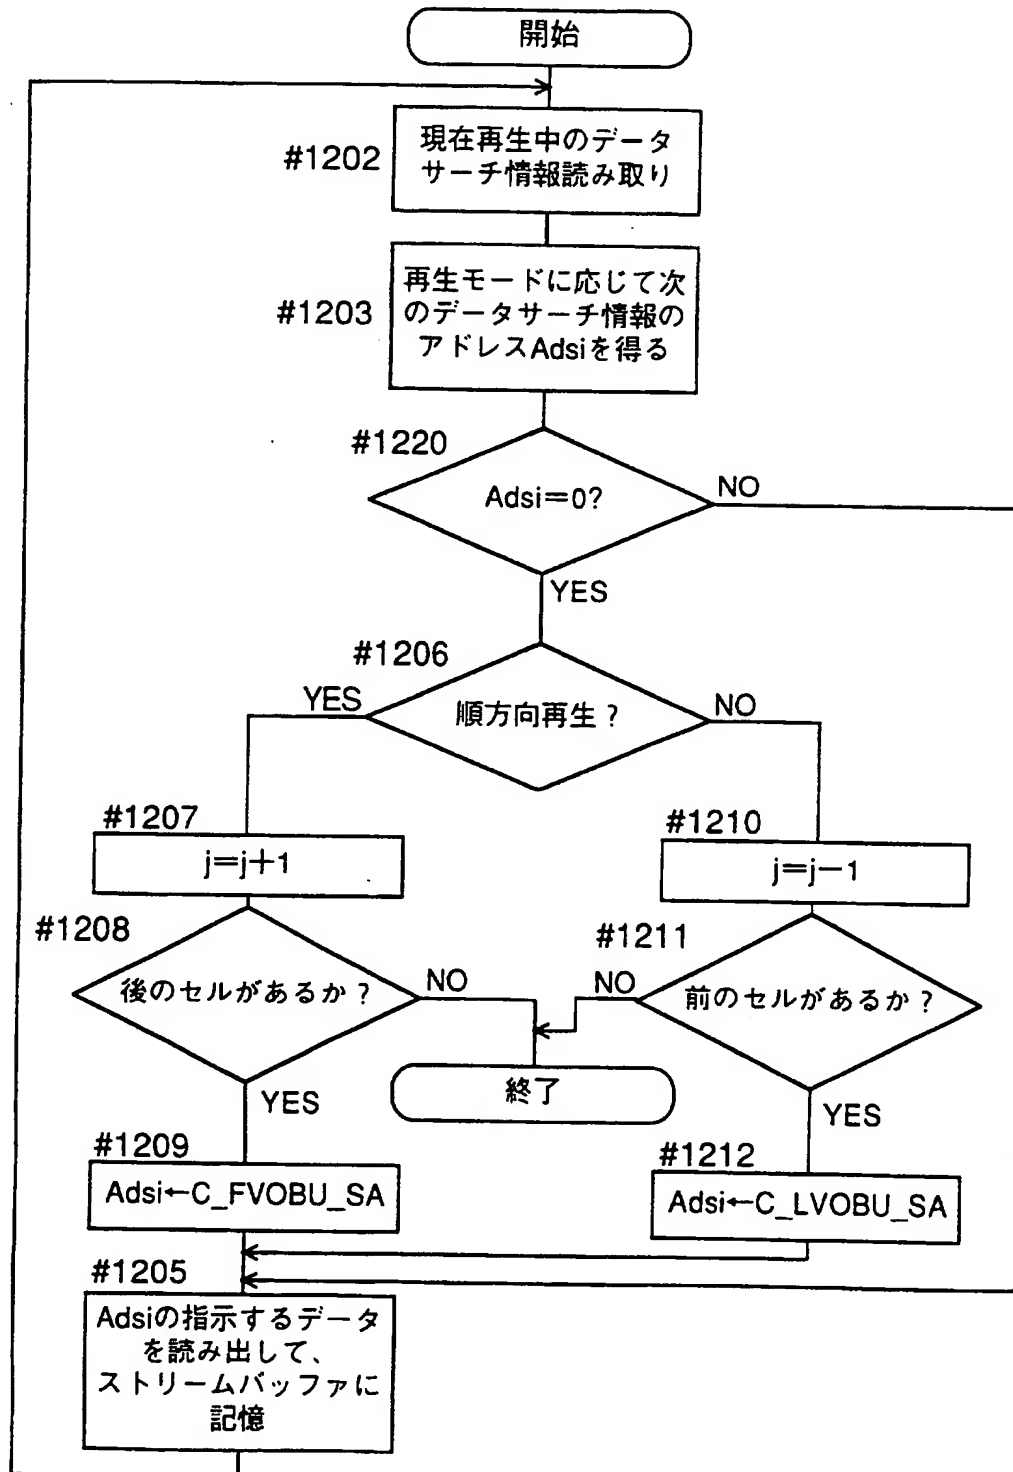 開始
#1202
現在再生中のデータ
サーチ情報読み取り
#1203
再生モードに応じて次
のデータサーチ情報の
アドレスAdsiを得る
#1220
Adsi=0?
NO
YES
#1206
順方向再生?
YES
NO
#1207
j=j+1
#1210
j=j-1
#1208
後のセルがあるか?
NO
YES
#1211
前のセルがあるか?
NO
YES
終了
#1209
Adsi←C_FVOBU_SA
#1212
Adsi←C_LVOBU_SA
#1205
Adsiの指示するデータ
を読み出して、
ストリームバッファに
記憶